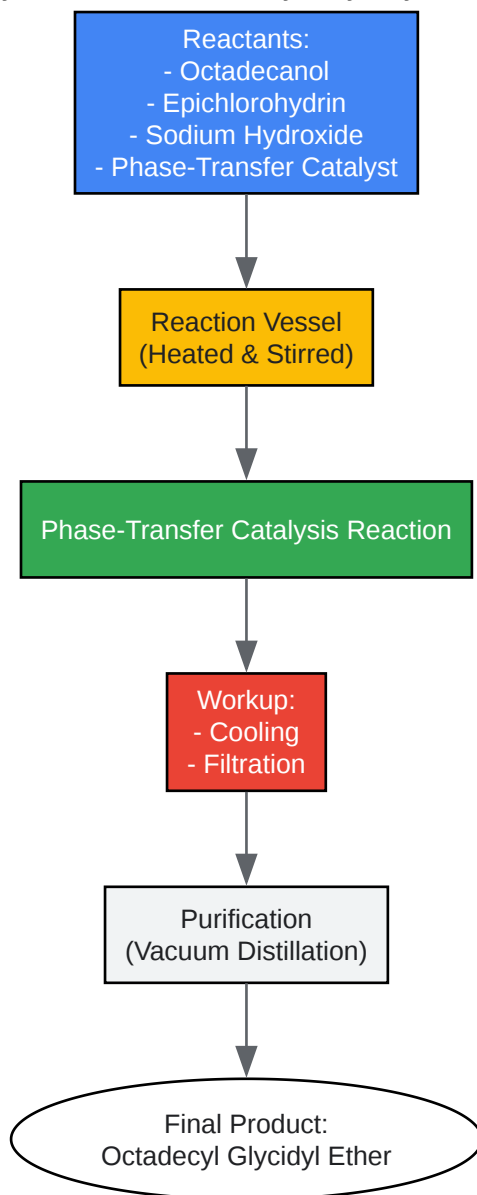 Reactants:
- Octadecanol
- Epichlorohydrin
- Sodium Hydroxide
- Phase-Transfer Catalyst
Reaction Vessel
(Heated & Stirred)
Phase-Transfer Catalysis Reaction
Workup:
- Cooling
- Filtration
Purification
(Vacuum Distillation)
Final Product:
Octadecyl Glycidyl Ether